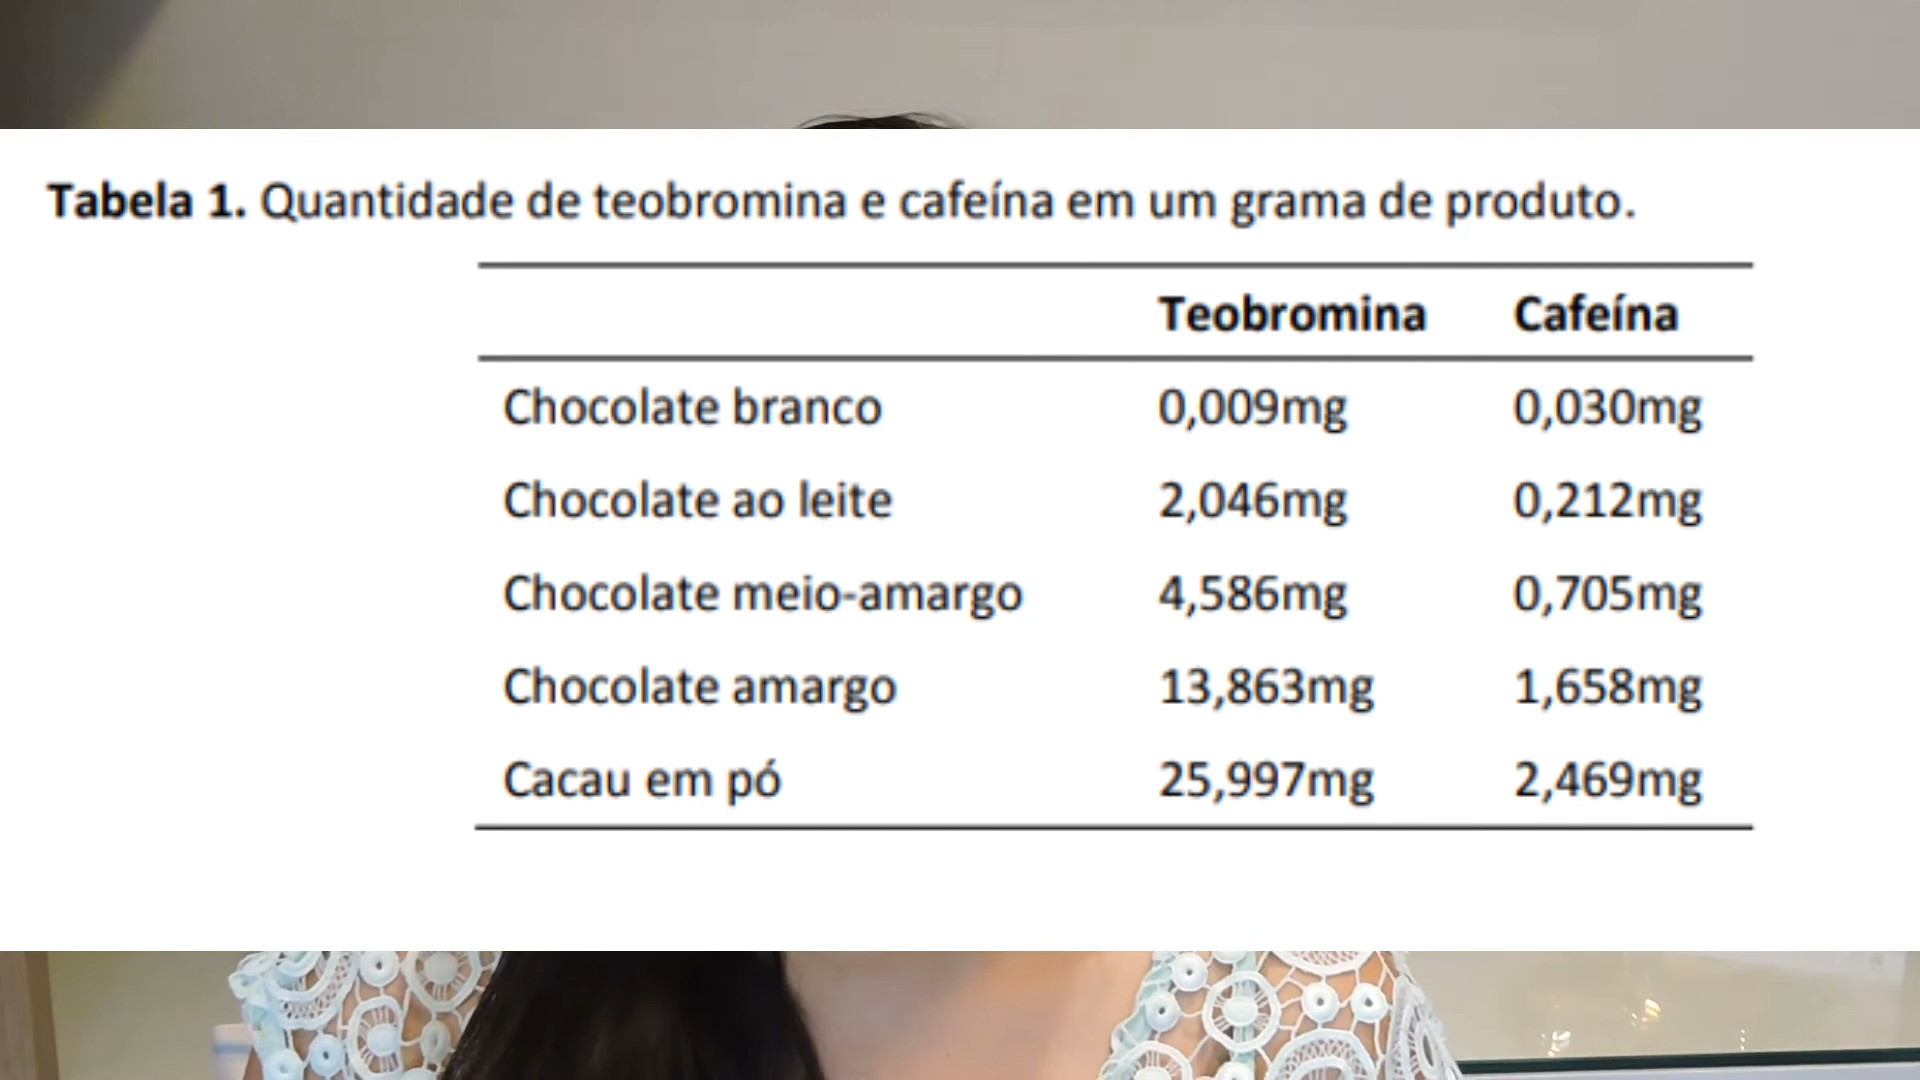 Tabela 1. Quantidade de teobromina e cafeína em um grama de produto.
Teobromina Cafeína
Chocolate branco 0,009mg 0,030mg
Chocolate ao leite 2,046mg 0,212mg
Chocolate meio-amargo 4,586mg 0,705mg
Chocolate amargo 13,863mg 1,658mg
Cacau em pó 25,997mg 2,469mg